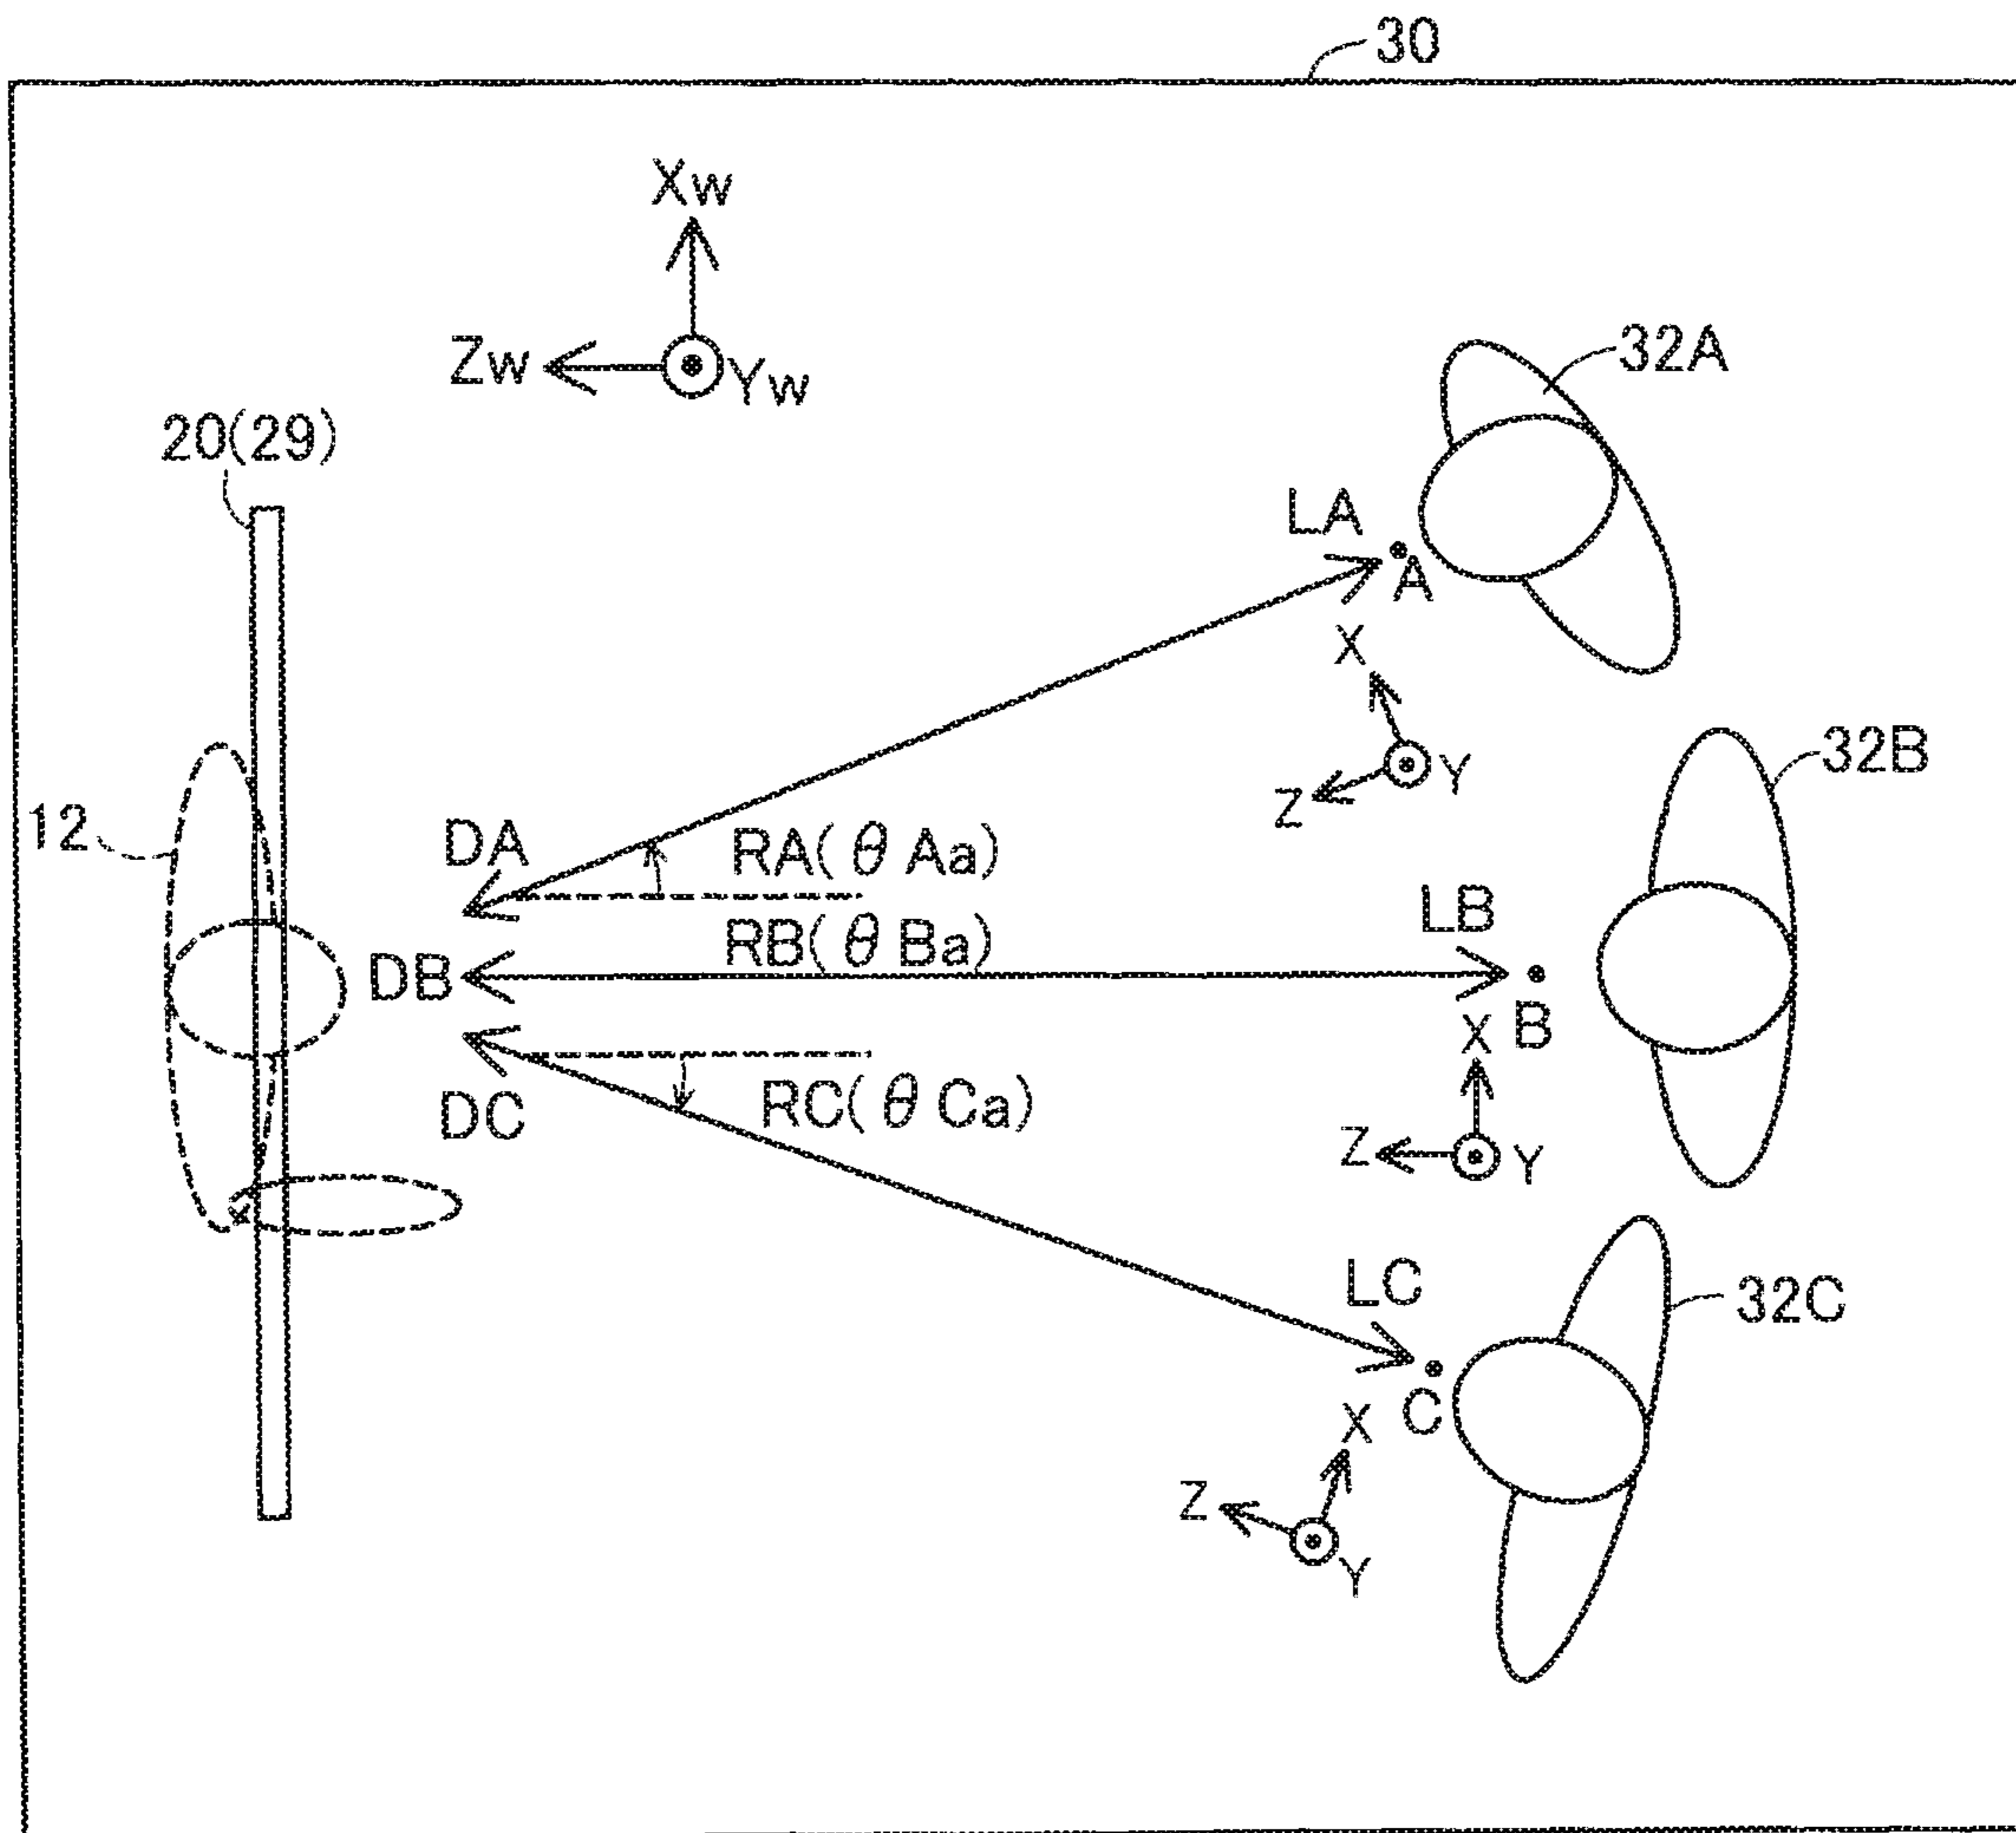 30
Xw
Zw
Yw
32A
20(29)
LA
A
X
Z
Y
32B
12
DA
RA(θAa)
LB
RB(θBa)
DB
B
X
DC
RC(θCa)
Z
Y
LC
32C
C
X
Z
Y